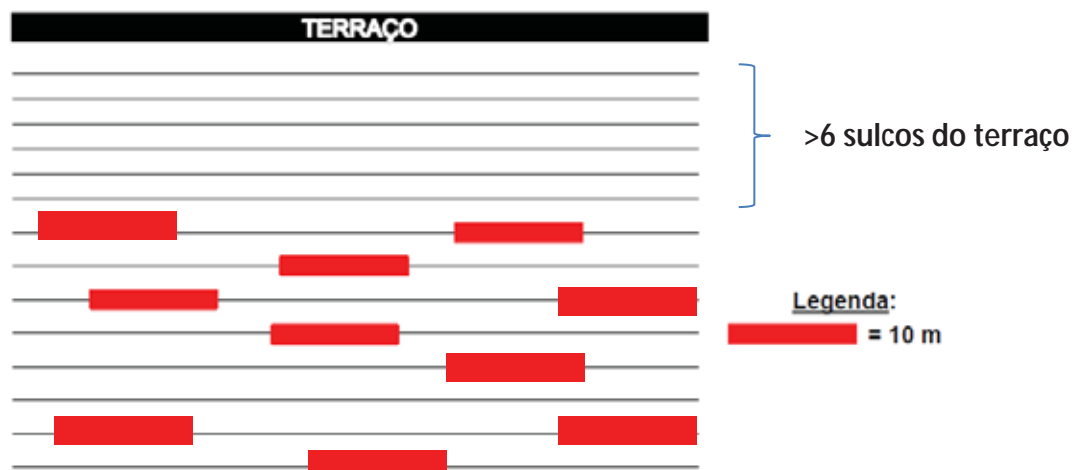 TERRAÇO
>6 sulcos do terraço
Legenda:
= 10 m